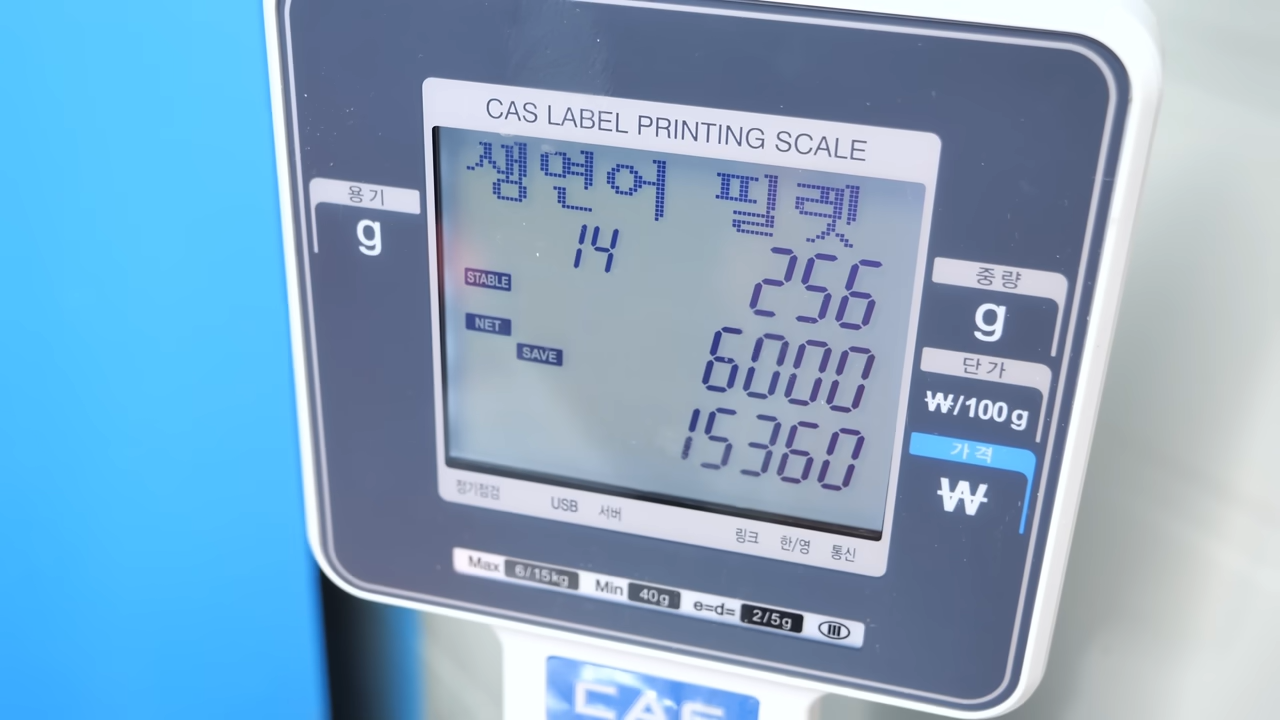 CAS LABEL PRINTING SCALE
생연어 필렛
용기
g
14
256
중량
g
STABLE
NET
SAVE
6000
단가
₩/100g
15360
가격
₩
정기점검 USB 서버 링크 한/영 통신
Max 6/15kg Min 40g e=d= 2/5g III
CAS